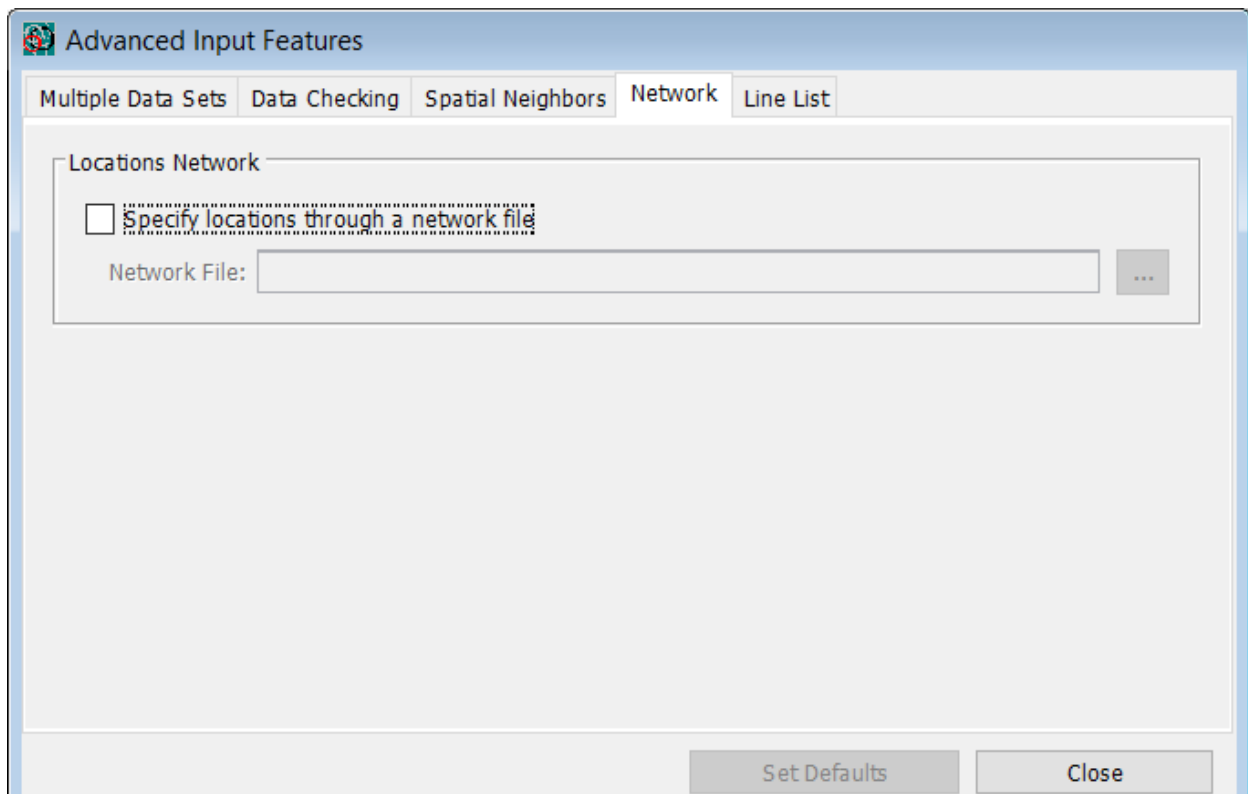 Advanced Input Features
Multiple Data Sets Data Checking Spatial Neighbors Network Line List
Locations Network
Specify locations through a network file
Network File: ...
Set Defaults Close